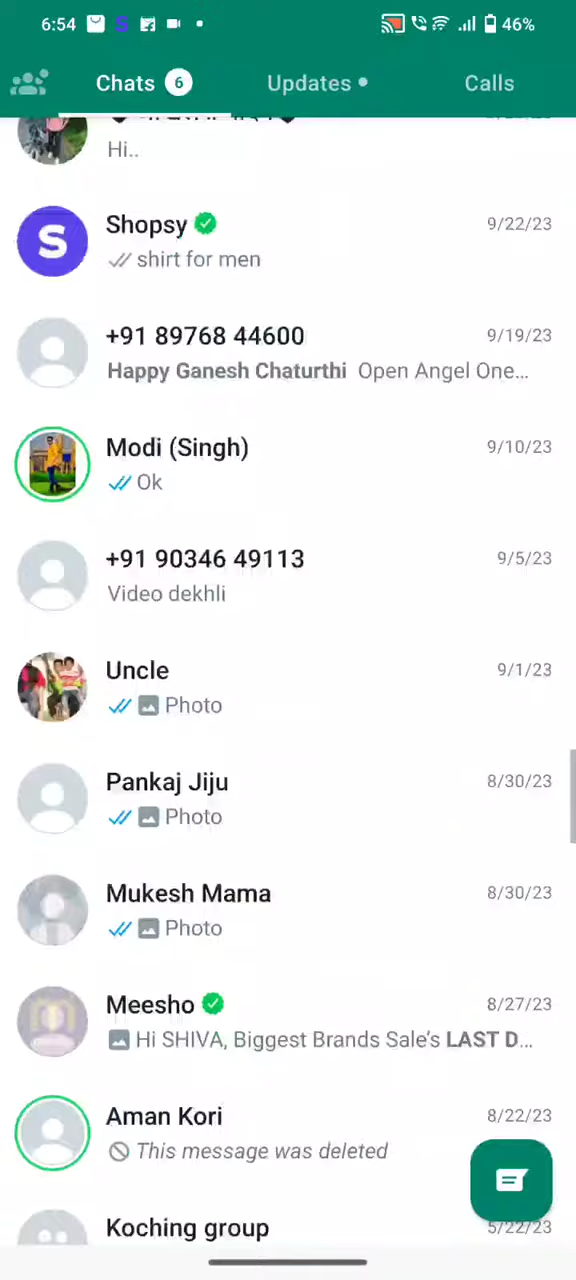 6:54
46%
Chats 6
Updates
Calls
Hi..
Shopsy
9/22/23
shirt for men
+91 89768 44600
9/19/23
Happy Ganesh Chaturthi Open Angel One...
Modi (Singh)
9/10/23
Ok
+91 90346 49113
9/5/23
Video dekhli
Uncle
9/1/23
Photo
Pankaj Jiju
8/30/23
Photo
Mukesh Mama
8/30/23
Photo
Meesho
8/27/23
Hi SHIVA, Biggest Brands Sale's LAST D...
Aman Kori
8/22/23
This message was deleted
Koching group
5/22/23